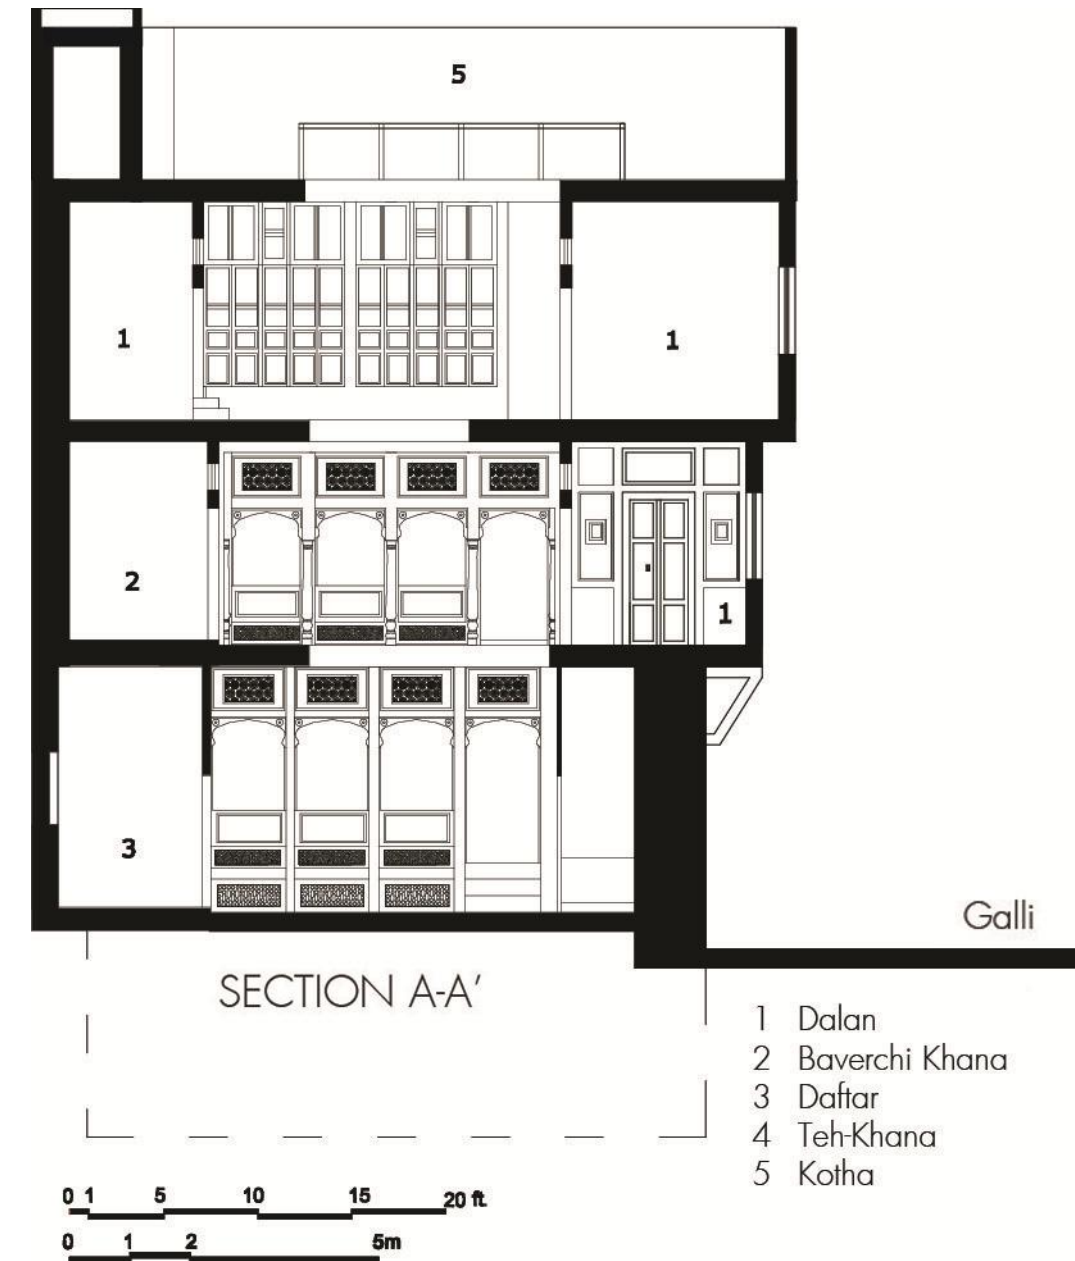 5
1
1
2
1
3
Galli
SECTION A-A'
1 Dalan
2 Baverchi Khana
3 Daftar
4 Teh-Khana
5 Kotha
0 1 5 10 15 20 ft.
0 1 2 5m